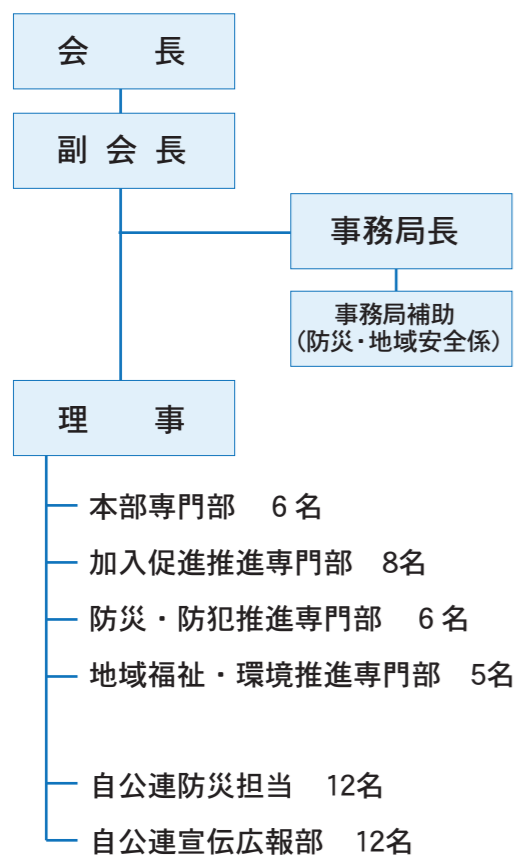 会　長
副会長
事務局長
事務局補助
(防災・地域安全係)
理　事
本部専門部　6名
加入促進推進専門部　8名
防災・防犯推進専門部　6名
地域福祉・環境推進専門部　5名
自公連防災担当　12名
自公連宣伝広報部　12名